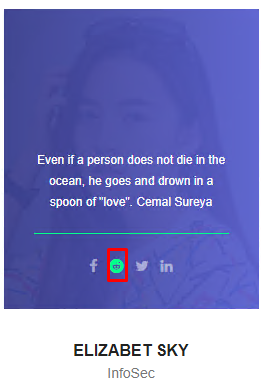 Even if a person does not die in the
ocean, he goes and drown in a
spoon of "love". Cemal Sureya
ELIZABET SKY
InfoSec